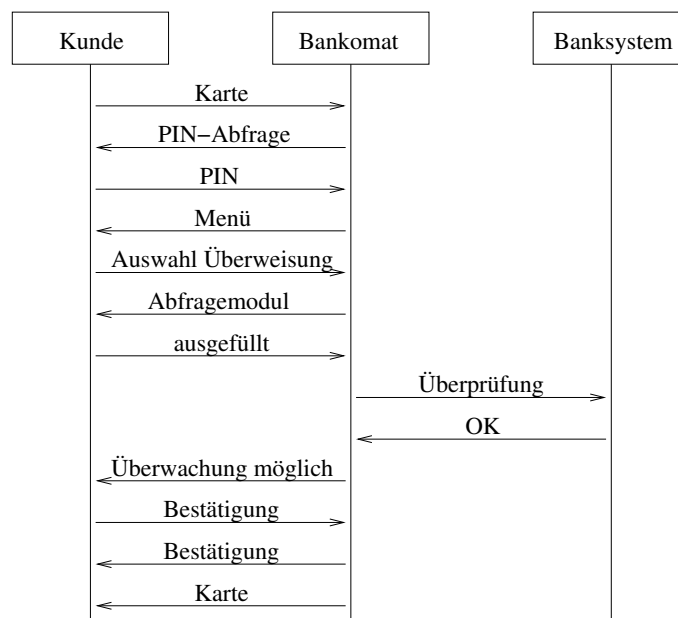 Kunde
Bankomat
Banksystem
Karte
PIN−Abfrage
PIN
Menü
Auswahl Überweisung
Abfragemodul
ausgefüllt
Überprüfung
OK
Überwachung möglich
Bestätigung
Bestätigung
Karte